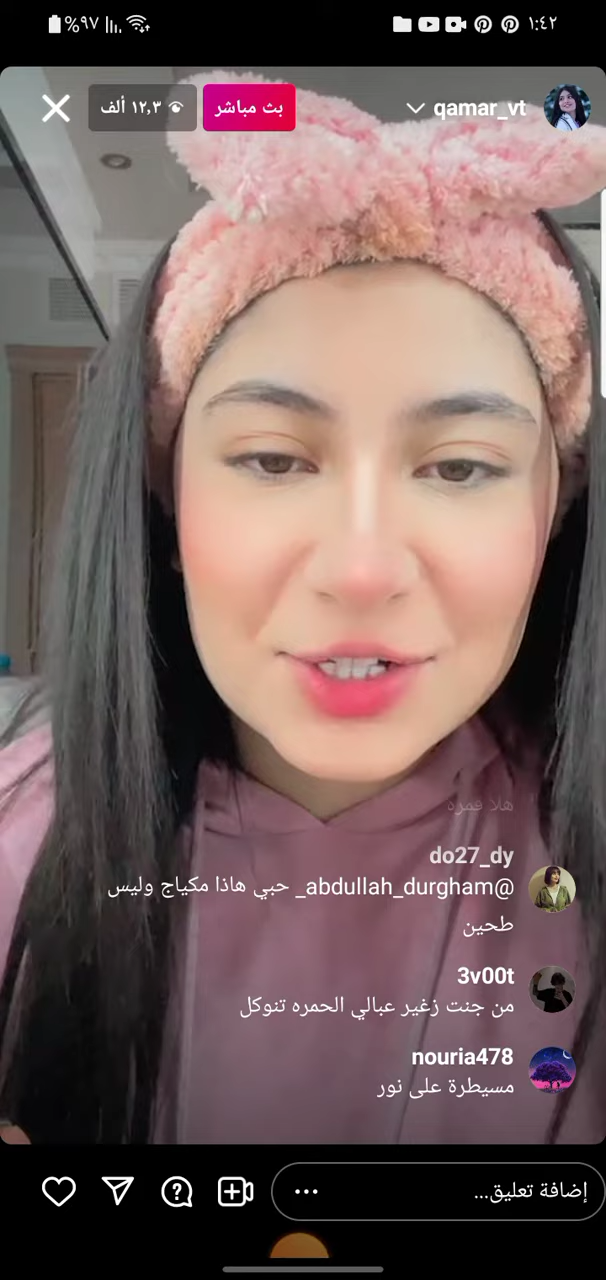 ١:٤٢
%٩٧
qamar_vt
بث مباشر
١٢,٣ ألف
هلا قمره
do27_dy
@abdullah_durgham_ حبي هاذا مكياج وليس
طحين
3v00t
من جنت زغير عبالي الحمره تنوكل
nouria478
مسيطرة على نور
إضافة تعليق...